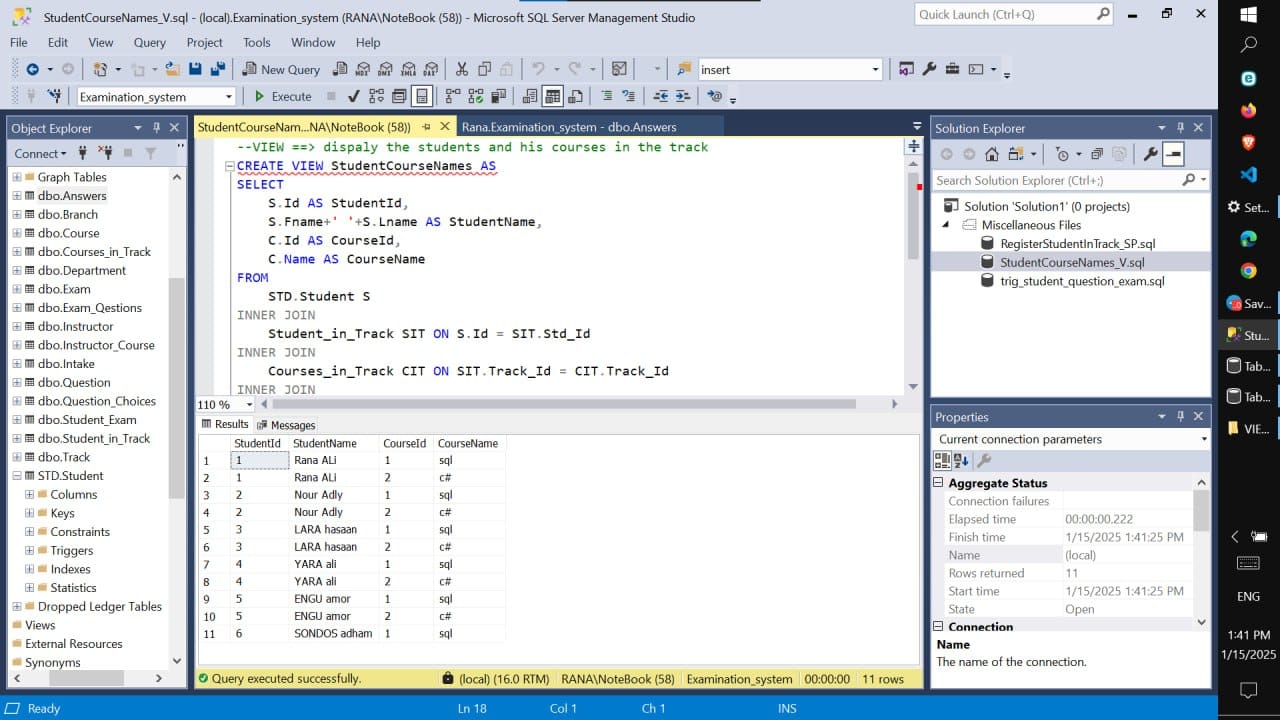 StudentCourseNames_V.sql - (local).Examination_system (RANA\NoteBook (58)) - Microsoft SQL Server Management Studio
Quick Launch (Ctrl+Q)
File Edit View Query Project Tools Window Help
New Query
MDX DMX XMLA DAX
insert
Examination_system
Execute
Object Explorer
Connect
Graph Tables
dbo.Answers
dbo.Branch
dbo.Course
dbo.Courses_in_Track
dbo.Department
dbo.Exam
dbo.Exam_Qestions
dbo.Instructor
dbo.Instructor_Course
dbo.Intake
dbo.Question
dbo.Question_Choices
dbo.Student_Exam
dbo.Student_in_Track
dbo.Track
STD.Student
Columns
Keys
Constraints
Triggers
Indexes
Statistics
Dropped Ledger Tables
Views
External Resources
Synonyms
StudentCourseNam...NA\NoteBook (58))
Rana.Examination_system - dbo.Answers
--VIEW ==> dispaly the students and his courses in the track
CREATE VIEW StudentCourseNames AS
SELECT
S.Id AS StudentId,
S.Fname+' '+S.Lname AS StudentName,
C.Id AS CourseId,
C.Name AS CourseName
FROM
STD.Student S
INNER JOIN
Student_in_Track SIT ON S.Id = SIT.Std_Id
INNER JOIN
Courses_in_Track CIT ON SIT.Track_Id = CIT.Track_Id
INNER JOIN
110 %
Results Messages
StudentId StudentName CourseId CourseName
1 1 Rana ALi 1 sql
2 1 Rana ALi 2 c#
3 2 Nour Adly 1 sql
4 2 Nour Adly 2 c#
5 3 LARA hasaan 1 sql
6 3 LARA hasaan 2 c#
7 4 YARA ali 1 sql
8 4 YARA ali 2 c#
9 5 ENGU amor 1 sql
10 5 ENGU amor 2 c#
11 6 SONDOS adham 1 sql
Query executed successfully.
(local) (16.0 RTM) RANA\NoteBook (58) Examination_system 00:00:00 11 rows
Solution Explorer
Search Solution Explorer (Ctrl+;)
Solution 'Solution1' (0 projects)
Miscellaneous Files
RegisterStudentInTrack_SP.sql
StudentCourseNames_V.sql
trig_student_question_exam.sql
Properties
Current connection parameters
Aggregate Status
Connection failures
Elapsed time 00:00:00.222
Finish time 1/15/2025 1:41:25 PM
Name (local)
Rows returned 11
Start time 1/15/2025 1:41:25 PM
State Open
Connection
Name
The name of the connection.
Ready
Ln 18 Col 1 Ch 1 INS
Set...
Sav...
Stu...
Tab...
Tab...
VIE...
ENG
1:41 PM
1/15/2025